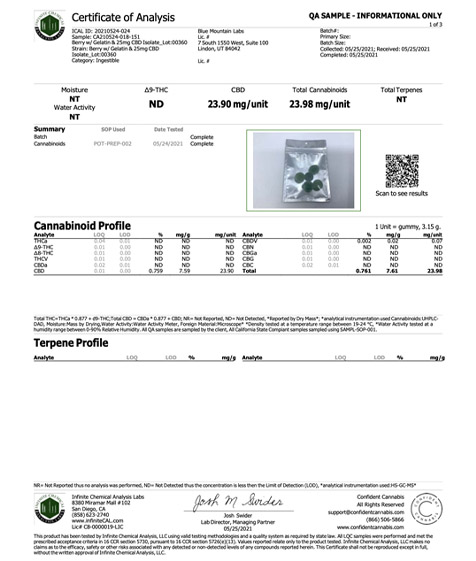 Certificate of Analysis
QA SAMPLE - INFORMATIONAL ONLY
1 of 3
ICAL ID: 20210524-024
Sample: CA210524-018-151
Berry w/ Gelatin & 25mg CBD Isolate_Lot:00360
Strain: Berry w/ Gelatin & 25mg CBD
Isolate_Lot:00360
Category: Ingestible
Blue Mountain Labs
Lic. #
7 South 1550 West, Suite 100
Lindon, UT 84042
Lic. #
Batch#:
Primary Size:
Batch Size:
Collected: 05/25/2021; Received: 05/25/2021
Completed: 05/25/2021
Moisture
NT
Water Activity
NT
Δ9-THC
ND
CBD
23.90 mg/unit
Total Cannabinoids
23.98 mg/unit
Total Terpenes
NT
Summary SOP Used Date Tested
Batch Complete
Cannabinoids POT-PREP-002 05/24/2021 Complete
Scan to see results
Cannabinoid Profile
1 Unit = gummy, 3.15 g.
Analyte LOQ LOD % mg/g mg/unit Analyte LOQ LOD % mg/g mg/unit
THCa 0.04 0.01 ND ND ND CBDV 0.01 0.00 0.002 0.02 0.07
Δ9-THC 0.01 0.00 ND ND ND CBN 0.01 0.00 ND ND ND
Δ8-THC 0.01 0.00 ND ND ND CBGa 0.01 0.00 ND ND ND
THCV 0.01 0.00 ND ND ND CBG 0.01 0.00 ND ND ND
CBDa 0.02 0.01 ND ND ND CBC 0.02 0.01 ND ND ND
CBD 0.01 0.00 0.759 7.59 23.90 Total 0.761 7.61 23.98
Total THC=THCa * 0.877 + d9-THC;Total CBD = CBDa * 0.877 + CBD; NR= Not Reported, ND= Not Detected, *Reported by Dry Mass*; *analytical instrumentation used Cannabinoids:UHPLC-
DAD, Moisture:Mass by Drying,Water Activity:Water Activity Meter, Foreign Material:Microscope* *Density tested at a temperature range between 19-24 °C, *Water Activity tested at a
humidity range between 0-90% Relative Humidity. All QA samples are sampled by the client, All California State Compliant samples sampled using SAMPL-SOP-001.
Terpene Profile
Analyte LOQ LOD % mg/g Analyte LOQ LOD % mg/g
NR= Not Reported thus no analysis was performed, ND= Not Detected thus the concentration is less then the Limit of Detection (LOD), *analytical instrumentation used:HS-GC-MS*
Infinite Chemical Analysis Labs
8380 Miramar Mall #102
San Diego, CA
(858) 623-2740
www.infiniteCAL.com
Lic# C8-0000019-LIC
Josh M Swider
Josh Swider
Lab Director, Managing Partner
05/25/2021
Confident Cannabis
All Rights Reserved
support@confidentcannabis.com
(866) 506-5866
www.confidentcannabis.com
This product has been tested by Infinite Chemical Analysis, LLC using valid testing methodologies and a quality system as required by state law. All LQC samples were performed and met the
prescribed acceptance criteria in 16 CCR section 5730, pursuant to 16 CCR section 5726(e)(13). Values reported relate only to the product tested. Infinite Chemical Analysis, LLC makes no
claims as to the efficacy, safety or other risks associated with any detected or non-detected levels of any compounds reported herein. This Certificate shall not be reproduced except in full,
without the written approval of Infinite Chemical Analysis, LLC.